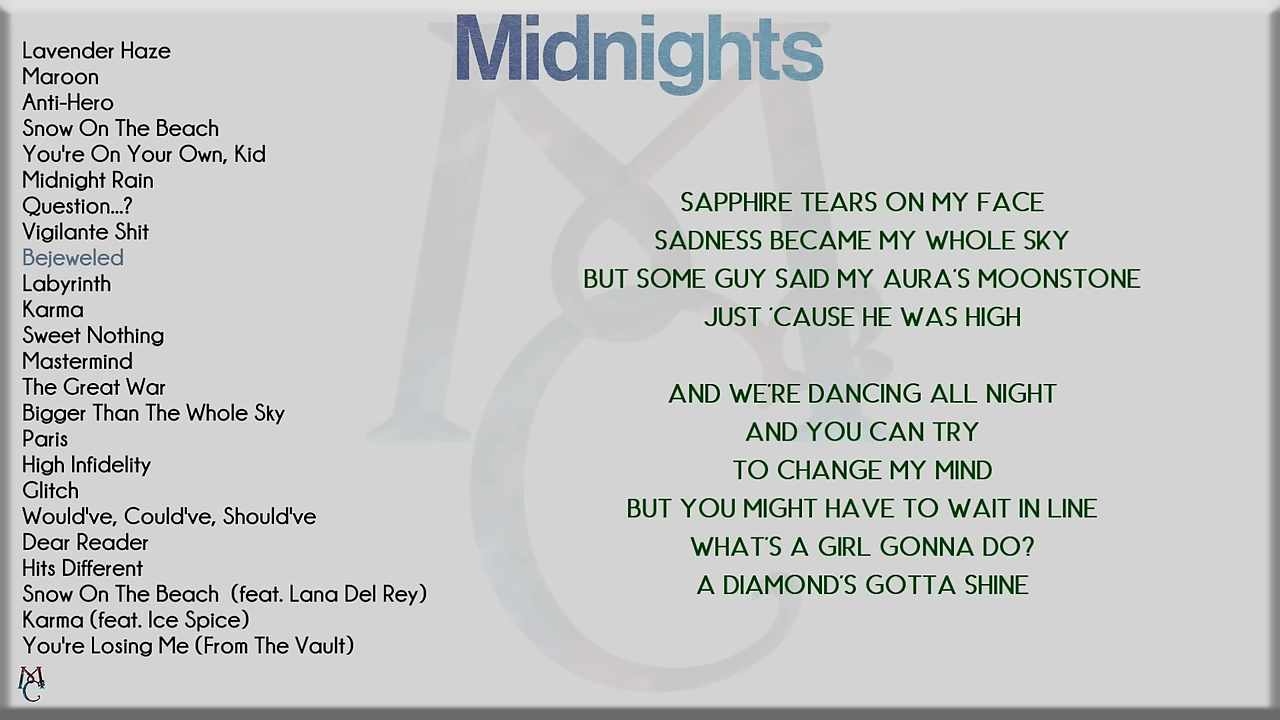 Midnights
Lavender Haze
Maroon
Anti-Hero
Snow On The Beach
You're On Your Own, Kid
Midnight Rain
Question...?
Vigilante Shit
Bejeweled
Labyrinth
Karma
Sweet Nothing
Mastermind
The Great War
Bigger Than The Whole Sky
Paris
High Infidelity
Glitch
Would've, Could've, Should've
Dear Reader
Hits Different
Snow On The Beach (feat. Lana Del Rey)
Karma (feat. Ice Spice)
You're Losing Me (From The Vault)
SAPPHIRE TEARS ON MY FACE
SADNESS BECAME MY WHOLE SKY
BUT SOME GUY SAID MY AURA'S MOONSTONE
JUST 'CAUSE HE WAS HIGH
AND WE'RE DANCING ALL NIGHT
AND YOU CAN TRY
TO CHANGE MY MIND
BUT YOU MIGHT HAVE TO WAIT IN LINE
WHAT'S A GIRL GONNA DO?
A DIAMOND'S GOTTA SHINE